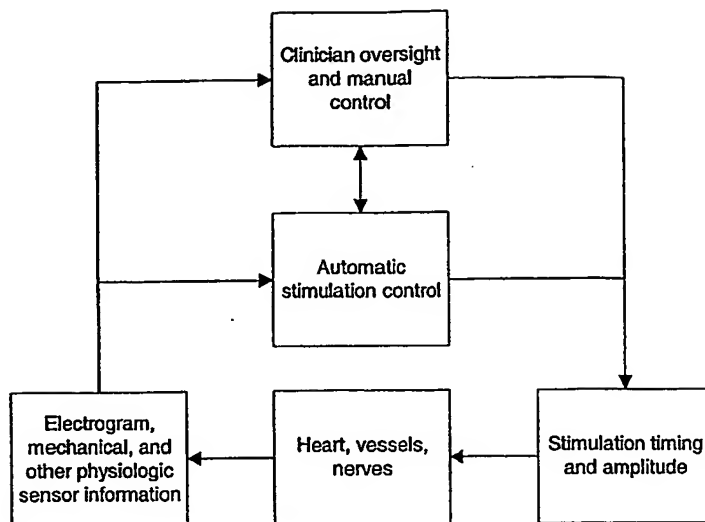 Clinician oversight
and manual
control
Automatic
stimulation control
Electrogram,
mechanical, and
other physiologic
sensor information
Heart, vessels,
nerves
Stimulation timing
and amplitude